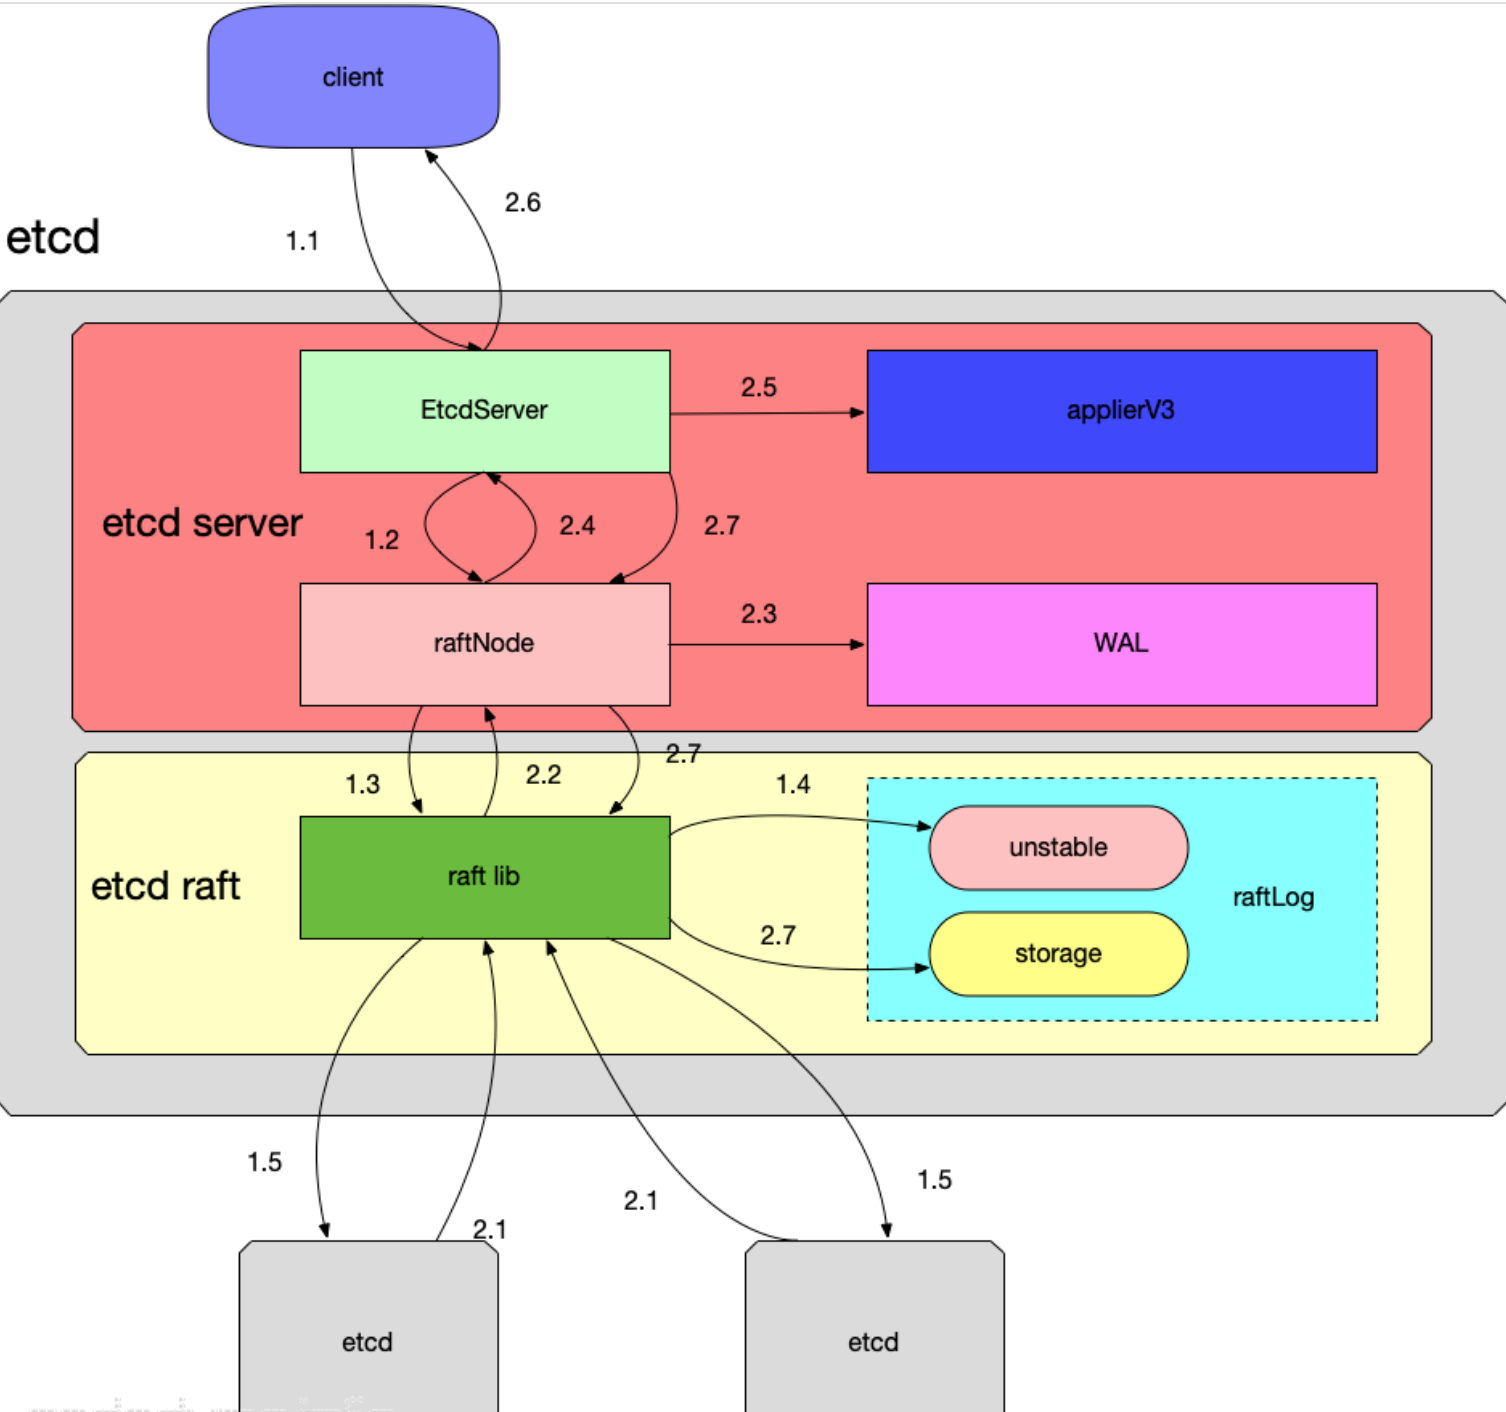 client
2.6
1.1
etcd
2.5
EtcdServer
applierV3
etcd server
1.2
2.4
2.7
2.3
raftNode
WAL
2.7
1.3
2.2
1.4
unstable
etcd raft
raft lib
raftLog
2.7
storage
1.5
2.1
1.5
2.1
etcd
etcd